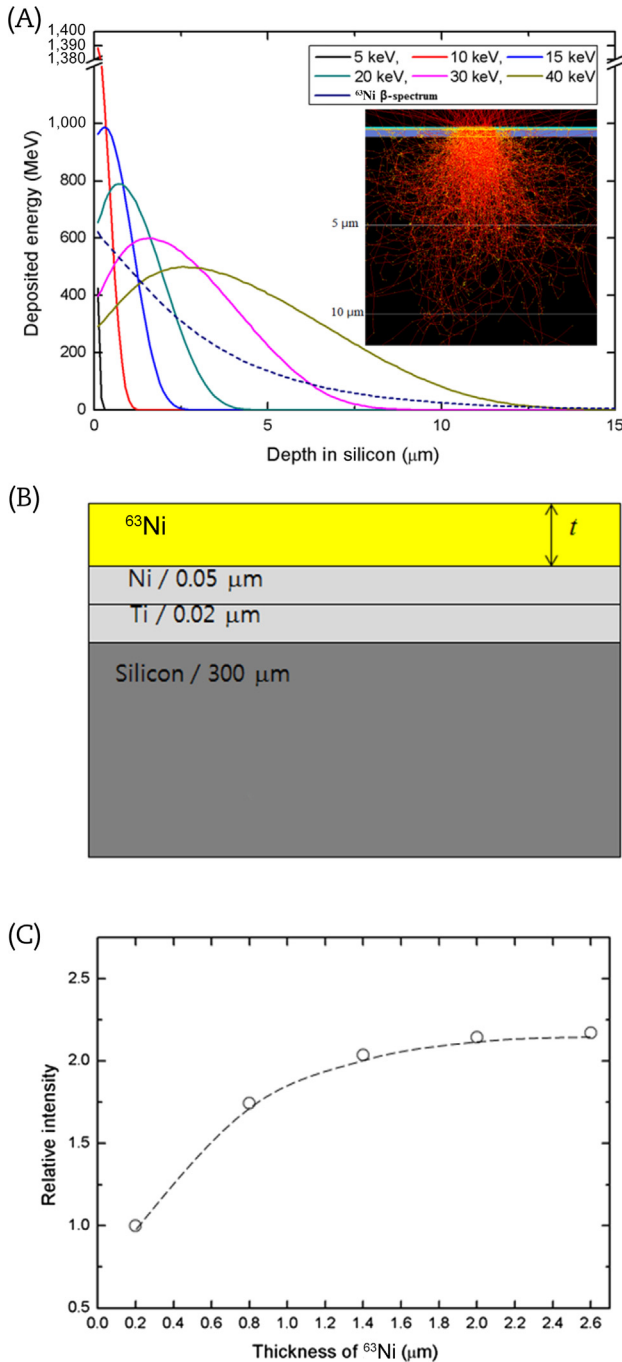 (A)
1,400
1,390
1,380
1,000
800
600
400
200
0
Deposited energy (MeV)
5 keV, 10 keV, 15 keV
20 keV, 30 keV, 40 keV
⁶³Ni β-spectrum
5 μm
10 μm
0 5 10 15
Depth in silicon (μm)
(B)
⁶³Ni
t
Ni / 0.05 μm
Ti / 0.02 μm
Silicon / 300 μm
(C)
2.5
2.0
1.5
1.0
0.5
Relative intensity
0.0 0.2 0.4 0.6 0.8 1.0 1.2 1.4 1.6 1.8 2.0 2.2 2.4 2.6
Thickness of ⁶³Ni (μm)